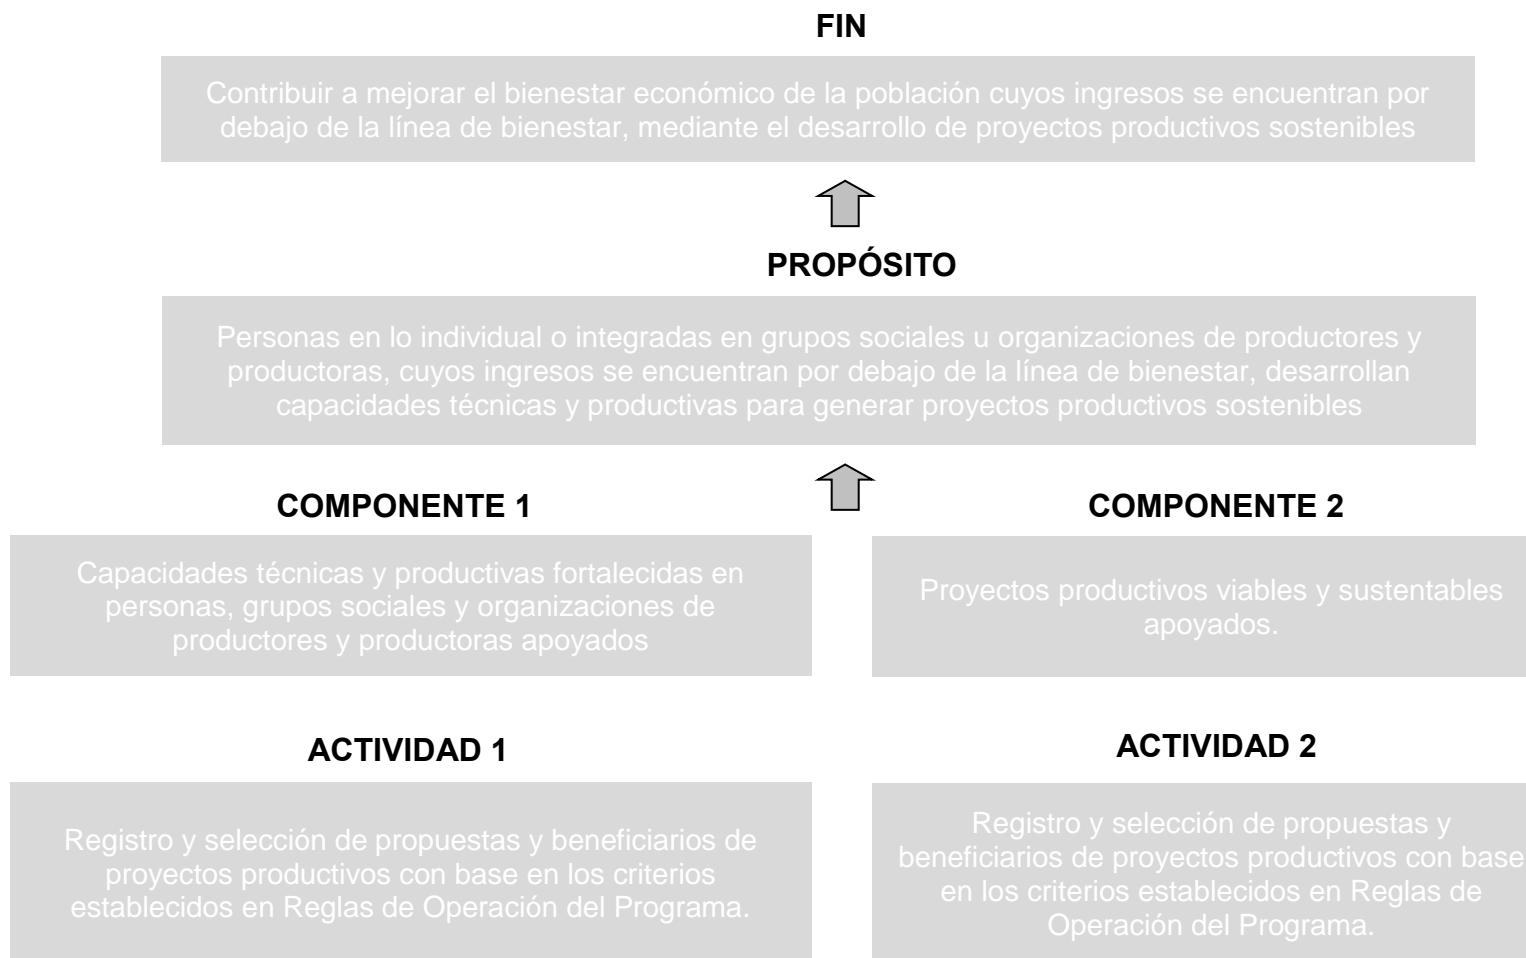 FIN
Contribuir a mejorar el bienestar económico de la población cuyos ingresos se encuentran por
debajo de la línea de bienestar, mediante el desarrollo de proyectos productivos sostenibles
PROPÓSITO
Personas en lo individual o integradas en grupos sociales u organizaciones de productores y
productoras, cuyos ingresos se encuentran por debajo de la línea de bienestar, desarrollan
capacidades técnicas y productivas para generar proyectos productivos sostenibles
COMPONENTE 1
Capacidades técnicas y productivas fortalecidas en
personas, grupos sociales y organizaciones de
productores y productoras apoyados
COMPONENTE 2
Proyectos productivos viables y sustentables
apoyados.
ACTIVIDAD 1
Registro y selección de propuestas y beneficiarios de
proyectos productivos con base en los criterios
establecidos en Reglas de Operación del Programa.
ACTIVIDAD 2
Registro y selección de propuestas y
beneficiarios de proyectos productivos con base
en los criterios establecidos en Reglas de
Operación del Programa.